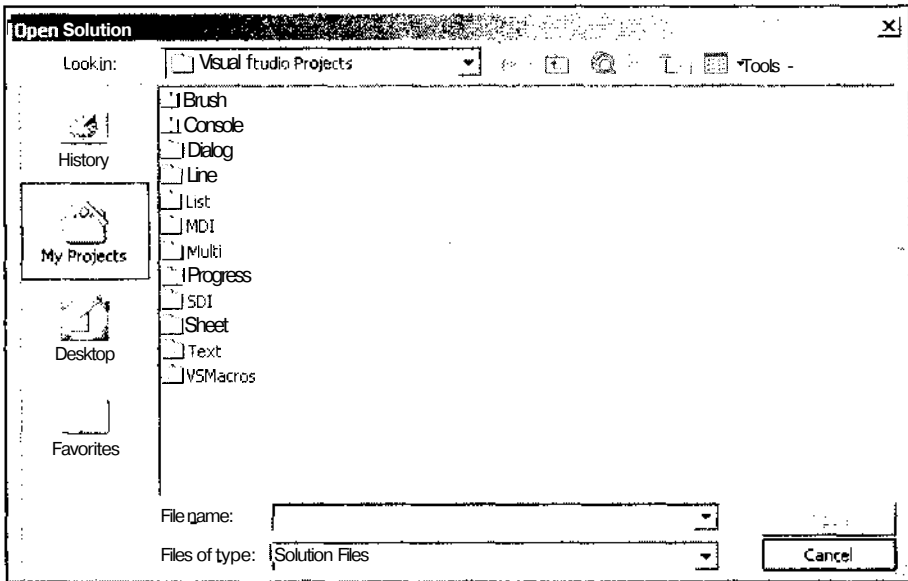 Open Solution
Look in: Visual ftudio Projects Tools
History
My Projects
Desktop
Favorites
Brush
Console
Dialog
Line
List
MDI
Multi
Progress
SDI
Sheet
Text
VSMacros
File name:
Files of type: Solution Files
Cancel